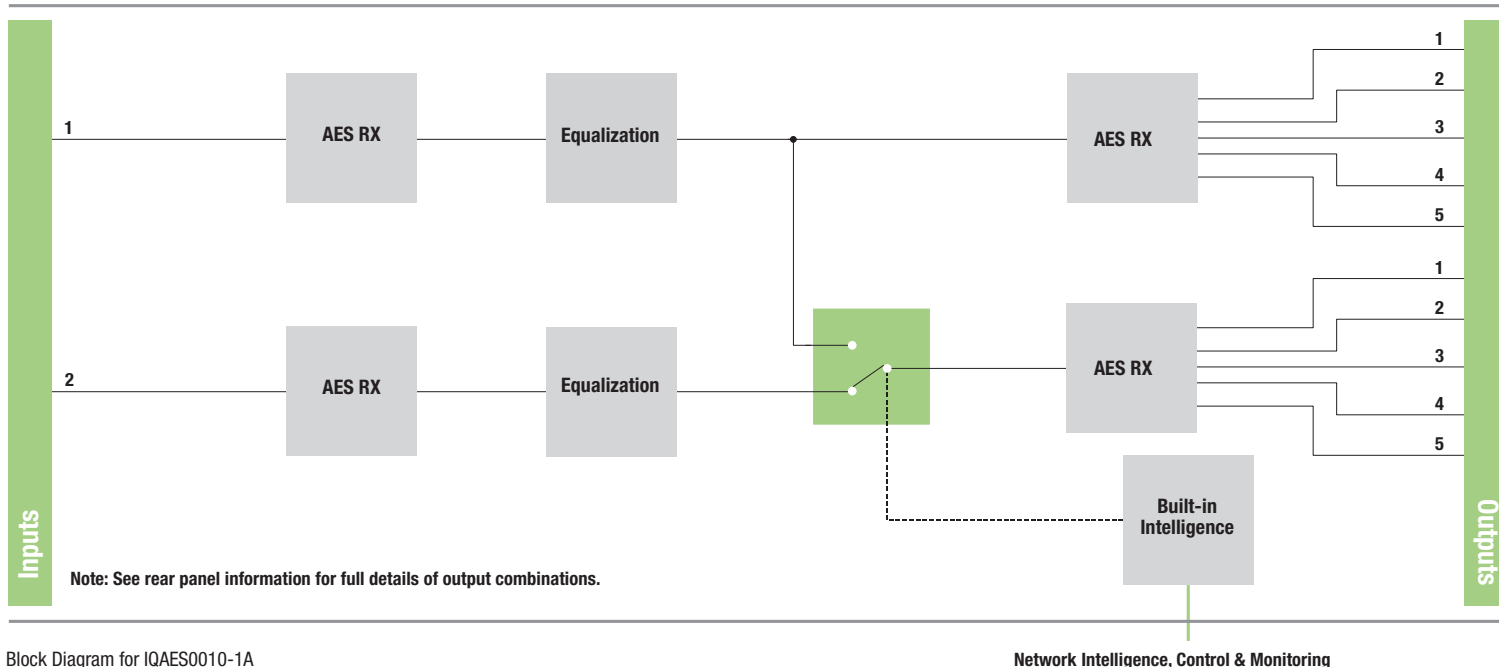 1
AES RX
Equalization
AES RX
1
2
3
4
5
2
AES RX
Equalization
AES RX
1
2
3
4
5
Built-in
Intelligence
Inputs
Outputs
Note: See rear panel information for full details of output combinations.
Block Diagram for IQAES0010-1A
Network Intelligence, Control & Monitoring